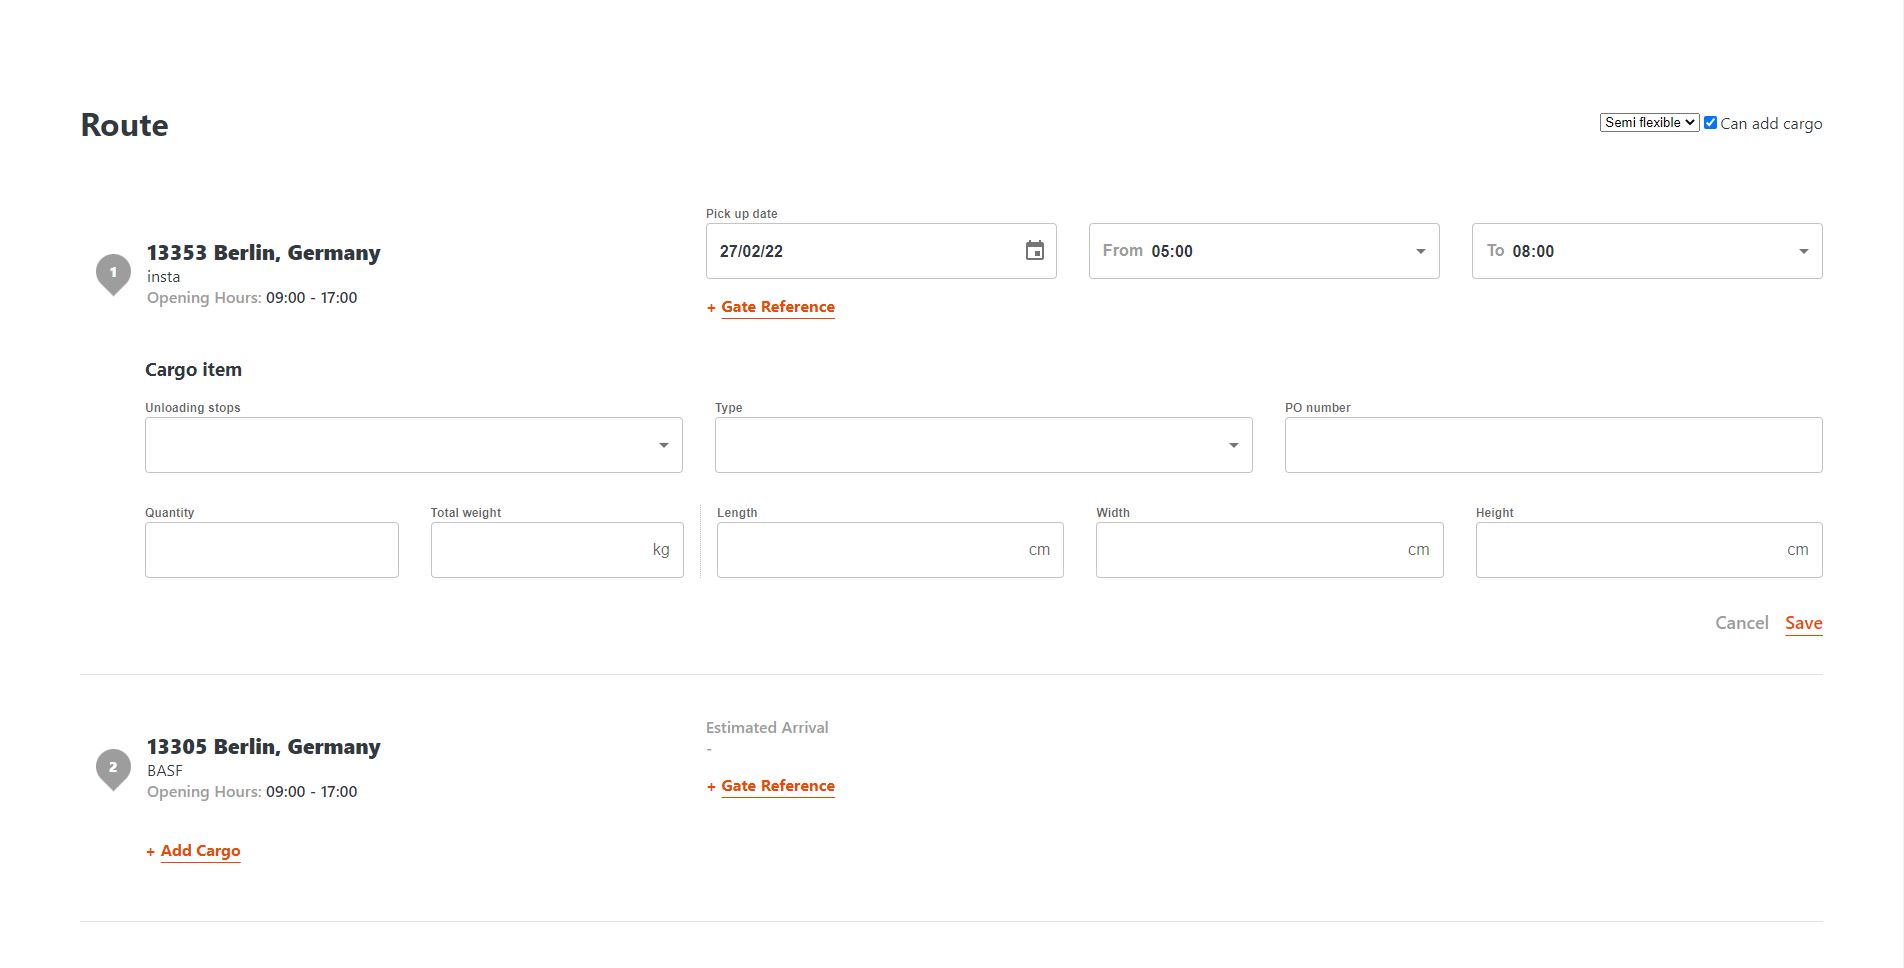 Route
Semi flexible Can add cargo
1
13353 Berlin, Germany
insta
Opening Hours: 09:00 - 17:00
Pick up date
27/02/22
From 05:00
To 08:00
+ Gate Reference
Cargo item
Unloading stops
Type
PO number
Quantity
Total weight
kg
Length
cm
Width
cm
Height
cm
Cancel Save
2
13305 Berlin, Germany
BASF
Opening Hours: 09:00 - 17:00
Estimated Arrival
-
+ Gate Reference
+ Add Cargo